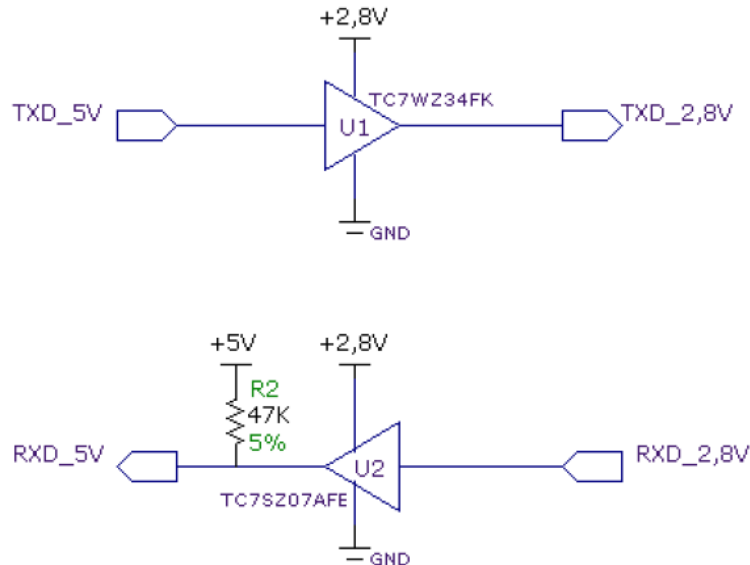 +2,8V
TXD_5V
TC7WZ34FK
TXD_2,8V
U1
GND
+5V
+2,8V
R2
47K
5%
RXD_5V
U2
RXD_2,8V
TC7SZ07AFE
GND